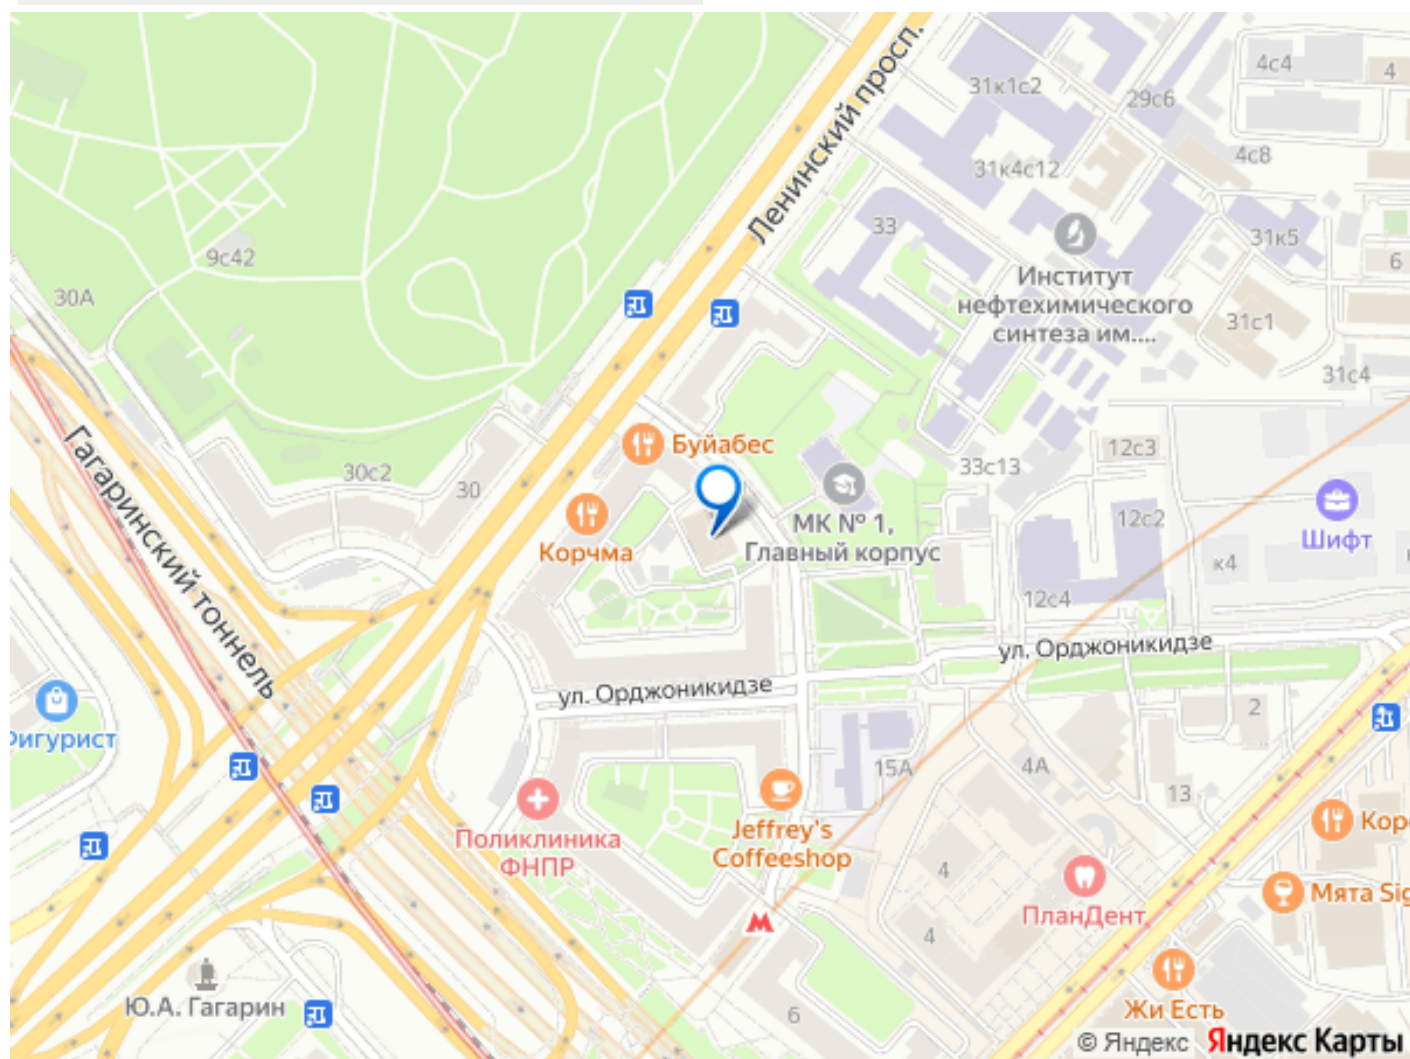 Ленинский просп.
31к1с2
29с6
4с4
4
4с8
31к4с12
33
31к5
6
9с42
30А
Институт
нефтехимического
синтеза им....
31с1
31с4
Гагаринский тоннель
30с2
30
Буйабес
Корчма
МК № 1,
Главный корпус
33с13
12с3
12с2
Шифт
к4
12с4
ул. Орджоникидзе
ул. Орджоникидзе
Фигурист
2
15А
4А
13
Поликлиника
ФНПР
Jeffrey's
Coffeeshop
4
4
ПланДент
Коро
Мята Sig
Жи Есть
Ю.А. Гагарин
6
© Яндекс Яндекс Карты